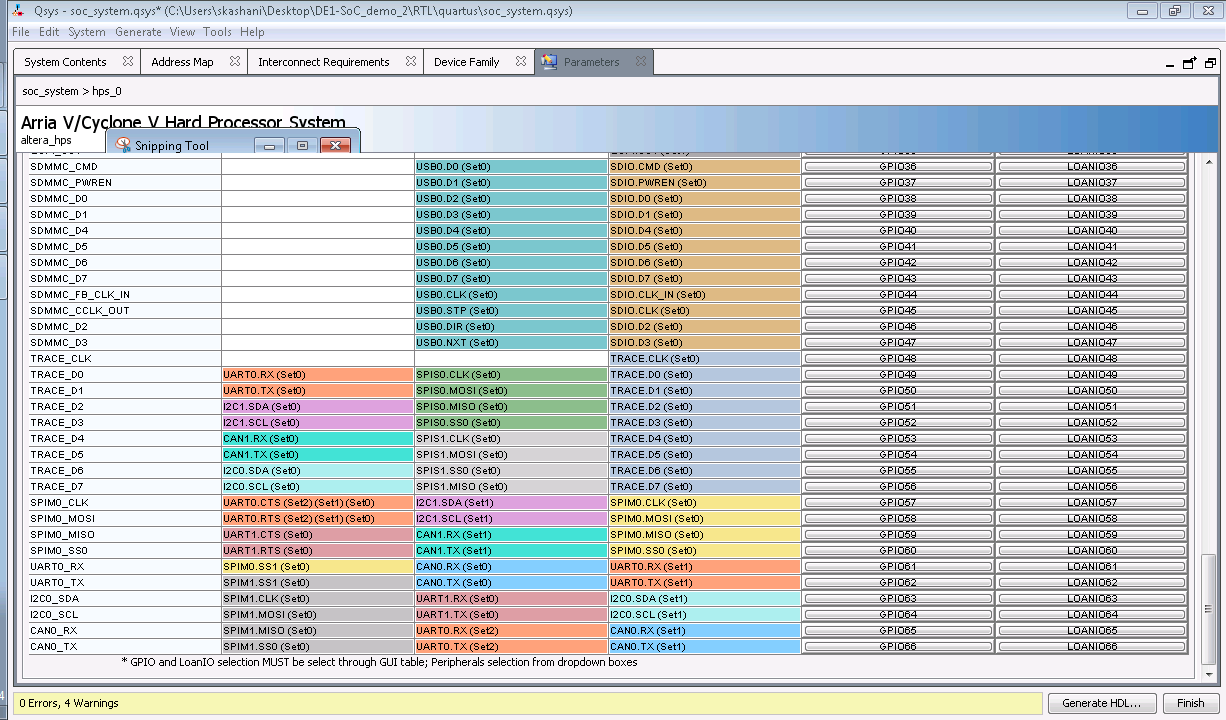 Qsys - soc_system.qsys* (C:\Users\skashani\Desktop\DE1-SoC_demo_2\RTL\quartus\soc_system.qsys)
File Edit System Generate View Tools Help
System Contents Address Map Interconnect Requirements Device Family Parameters
soc_system > hps_0
Arria V/Cyclone V Hard Processor System
altera_hps
Snipping Tool
SDMMC_CMD USB0.D0 (Set0) SDIO.CMD (Set0) GPIO36 LOANIO36
SDMMC_PWREN USB0.D1 (Set0) SDIO.PWREN (Set0) GPIO37 LOANIO37
SDMMC_D0 USB0.D2 (Set0) SDIO.D0 (Set0) GPIO38 LOANIO38
SDMMC_D1 USB0.D3 (Set0) SDIO.D1 (Set0) GPIO39 LOANIO39
SDMMC_D4 USB0.D4 (Set0) SDIO.D4 (Set0) GPIO40 LOANIO40
SDMMC_D5 USB0.D5 (Set0) SDIO.D5 (Set0) GPIO41 LOANIO41
SDMMC_D6 USB0.D6 (Set0) SDIO.D6 (Set0) GPIO42 LOANIO42
SDMMC_D7 USB0.D7 (Set0) SDIO.D7 (Set0) GPIO43 LOANIO43
SDMMC_FB_CLK_IN USB0.CLK (Set0) SDIO.CLK_IN (Set0) GPIO44 LOANIO44
SDMMC_CCLK_OUT USB0.STP (Set0) SDIO.CLK (Set0) GPIO45 LOANIO45
SDMMC_D2 USB0.DIR (Set0) SDIO.D2 (Set0) GPIO46 LOANIO46
SDMMC_D3 USB0.NXT (Set0) SDIO.D3 (Set0) GPIO47 LOANIO47
TRACE_CLK TRACE.CLK (Set0) GPIO48 LOANIO48
TRACE_D0 UART0.RX (Set0) SPIS0.CLK (Set0) TRACE.D0 (Set0) GPIO49 LOANIO49
TRACE_D1 UART0.TX (Set0) SPIS0.MOSI (Set0) TRACE.D1 (Set0) GPIO50 LOANIO50
TRACE_D2 I2C1.SDA (Set0) SPIS0.MISO (Set0) TRACE.D2 (Set0) GPIO51 LOANIO51
TRACE_D3 I2C1.SCL (Set0) SPIS0.SS0 (Set0) TRACE.D3 (Set0) GPIO52 LOANIO52
TRACE_D4 CAN1.RX (Set0) SPIS1.CLK (Set0) TRACE.D4 (Set0) GPIO53 LOANIO53
TRACE_D5 CAN1.TX (Set0) SPIS1.MOSI (Set0) TRACE.D5 (Set0) GPIO54 LOANIO54
TRACE_D6 I2C0.SDA (Set0) SPIS1.SS0 (Set0) TRACE.D6 (Set0) GPIO55 LOANIO55
TRACE_D7 I2C0.SCL (Set0) SPIS1.MISO (Set0) TRACE.D7 (Set0) GPIO56 LOANIO56
SPIM0_CLK UART0.CTS (Set2) (Set1) (Set0) I2C1.SDA (Set1) SPIM0.CLK (Set0) GPIO57 LOANIO57
SPIM0_MOSI UART0.RTS (Set2) (Set1) (Set0) I2C1.SCL (Set1) SPIM0.MOSI (Set0) GPIO58 LOANIO58
SPIM0_MISO UART1.CTS (Set0) CAN1.RX (Set1) SPIM0.MISO (Set0) GPIO59 LOANIO59
SPIM0_SS0 UART1.RTS (Set0) CAN1.TX (Set1) SPIM0.SS0 (Set0) GPIO60 LOANIO60
UART0_RX SPIM0.SS1 (Set0) CAN0.RX (Set0) UART0.RX (Set1) GPIO61 LOANIO61
UART0_TX SPIM1.SS1 (Set0) CAN0.TX (Set0) UART0.TX (Set1) GPIO62 LOANIO62
I2C0_SDA SPIM1.CLK (Set0) UART1.RX (Set0) I2C0.SDA (Set1) GPIO63 LOANIO63
I2C0_SCL SPIM1.MOSI (Set0) UART1.TX (Set0) I2C0.SCL (Set1) GPIO64 LOANIO64
CAN0_RX SPIM1.MISO (Set0) UART0.RX (Set2) CAN0.RX (Set1) GPIO65 LOANIO65
CAN0_TX SPIM1.SS0 (Set0) UART0.TX (Set2) CAN0.TX (Set1) GPIO66 LOANIO66
* GPIO and LoanIO selection MUST be select through GUI table; Peripherals selection from dropdown boxes
0 Errors, 4 Warnings Generate HDL... Finish